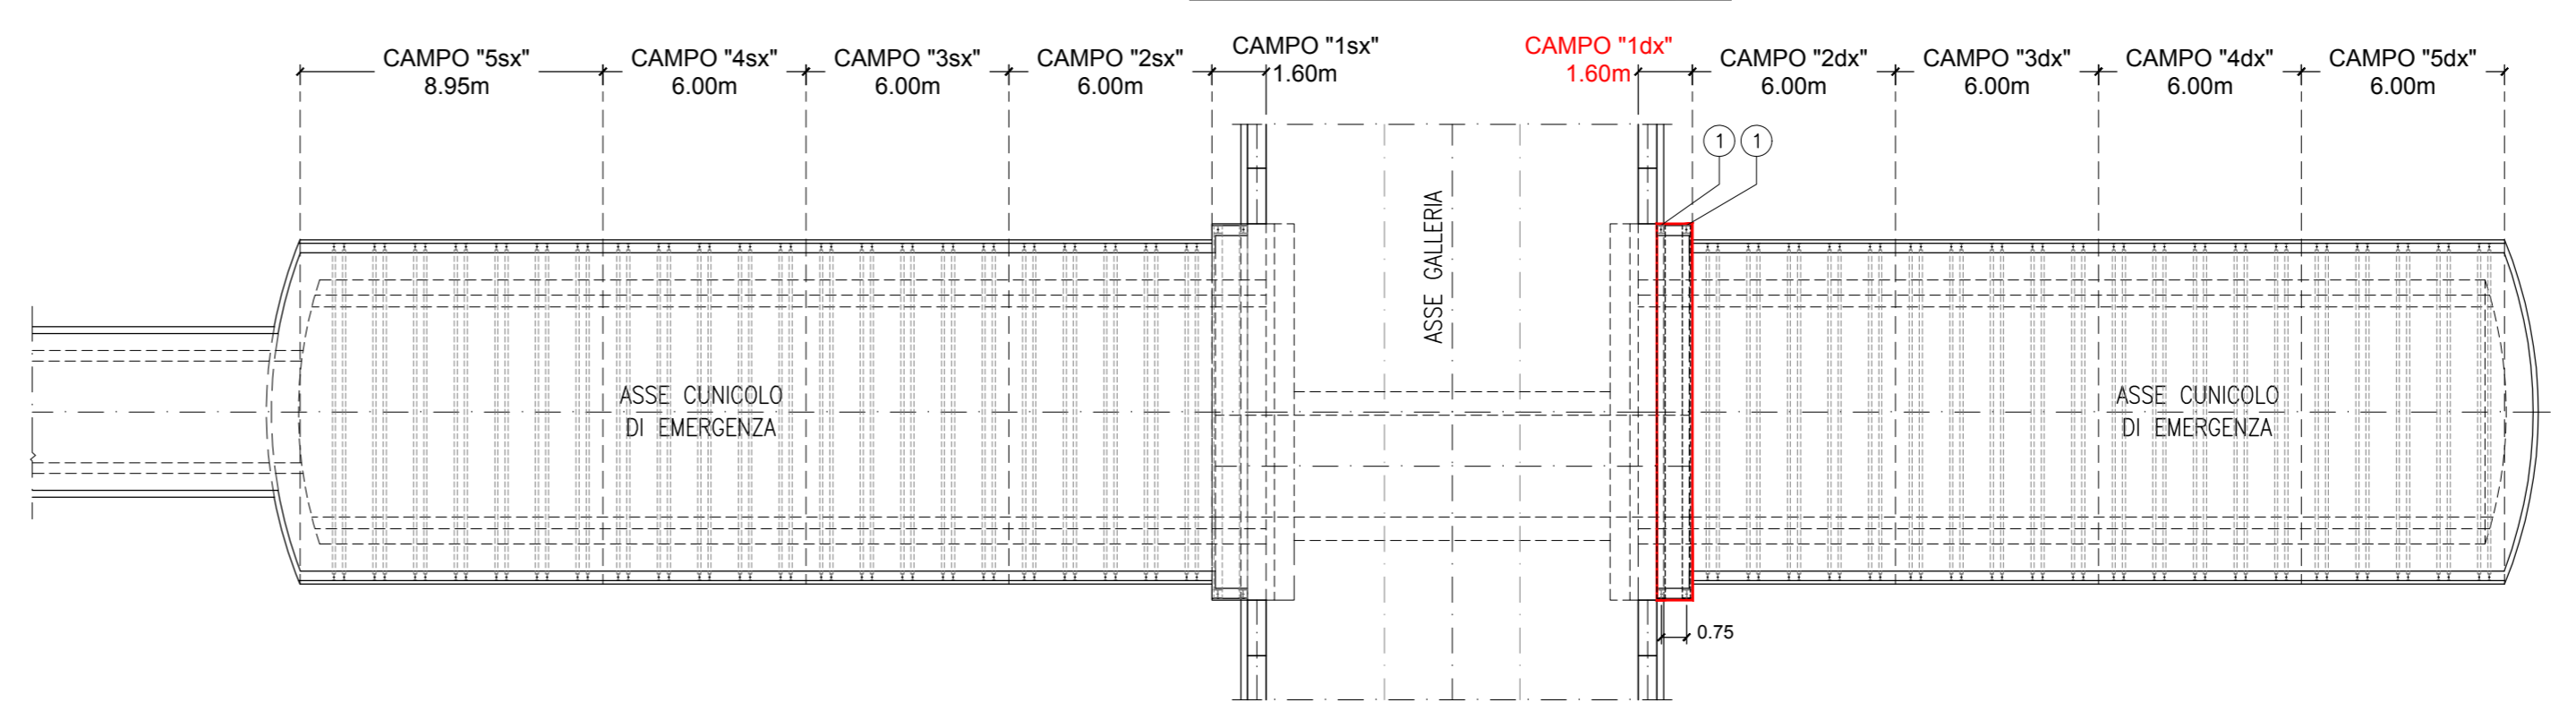 CAMPO "5sx"
8.95m
CAMPO "4sx"
6.00m
CAMPO "3sx"
6.00m
CAMPO "2sx"
6.00m
CAMPO "1sx"
1.60m
CAMPO "1dx"
1.60m
CAMPO "2dx"
6.00m
CAMPO "3dx"
6.00m
CAMPO "4dx"
6.00m
CAMPO "5dx"
6.00m
1
1
ASSE GALLERIA
ASSE CUNICOLO
DI EMERGENZA
ASSE CUNICOLO
DI EMERGENZA
0.75